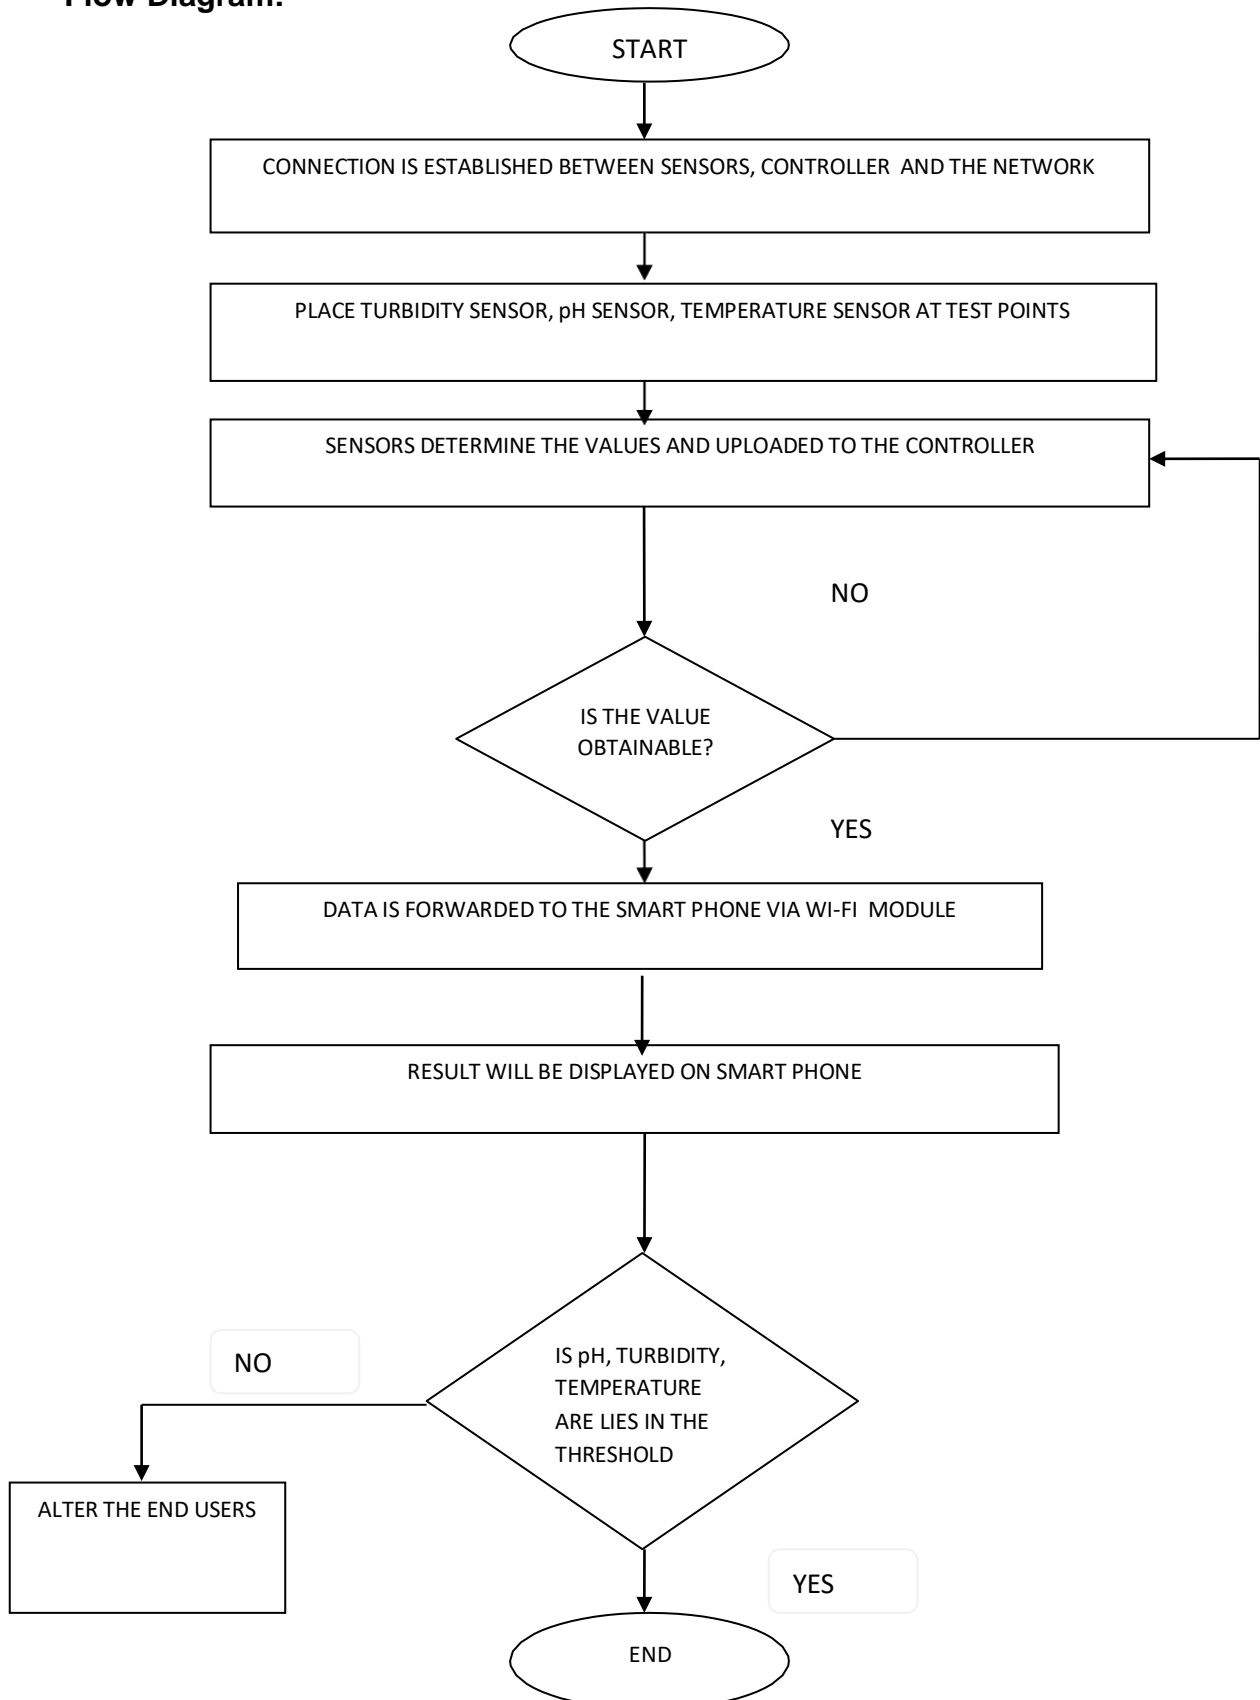 Flow Diagram:
START
CONNECTION IS ESTABLISHED BETWEEN SENSORS, CONTROLLER AND THE NETWORK
PLACE TURBIDITY SENSOR, pH SENSOR, TEMPERATURE SENSOR AT TEST POINTS
SENSORS DETERMINE THE VALUES AND UPLOADED TO THE CONTROLLER
NO
IS THE VALUE
OBTAINABLE?
YES
DATA IS FORWARDED TO THE SMART PHONE VIA WI-FI MODULE
RESULT WILL BE DISPLAYED ON SMART PHONE
NO
IS pH, TURBIDITY,
TEMPERATURE
ARE LIES IN THE
THRESHOLD
ALTER THE END USERS
YES
END